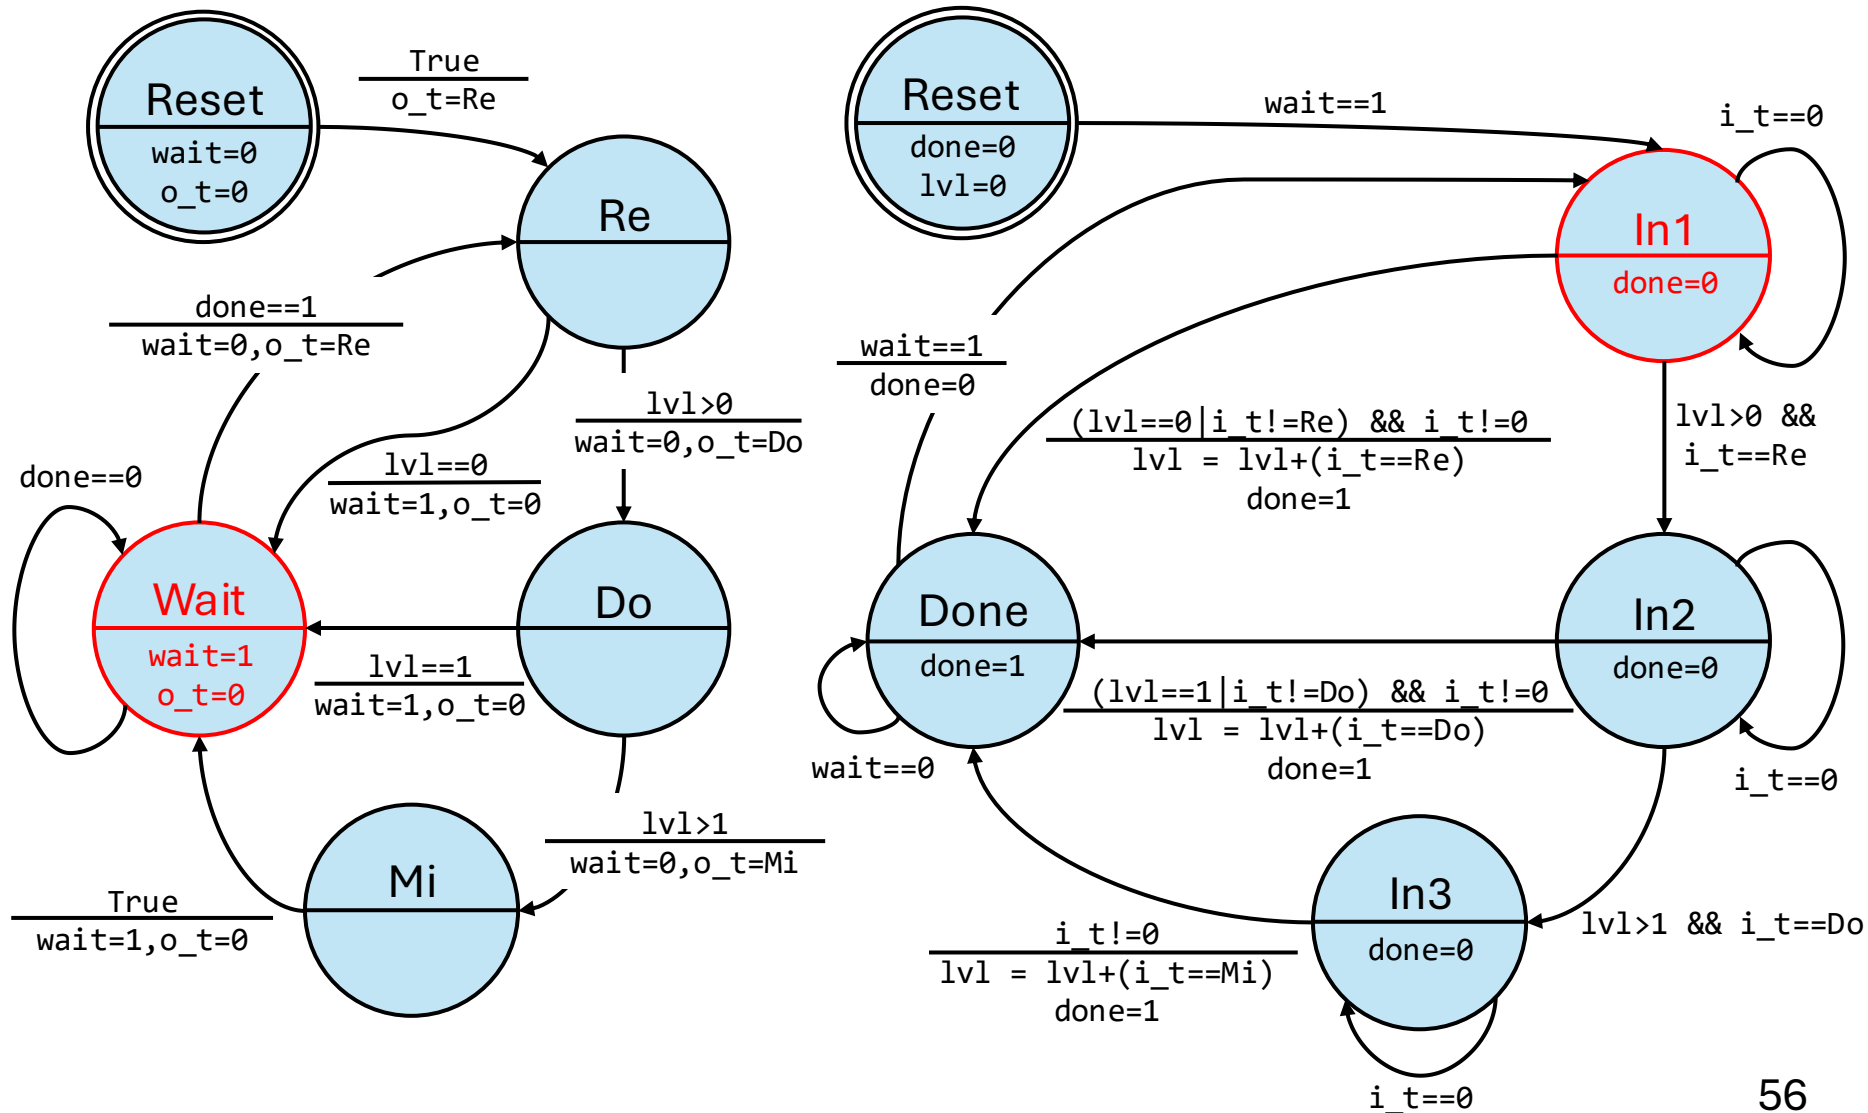 True
o_t=Re
Reset
wait=0
o_t=0
Re
done==1
wait=0,o_t=Re
lvl>0
wait=0,o_t=Do
done==0
lvl==0
wait=1,o_t=0
Wait
wait=1
o_t=0
Do
lvl==1
wait=1,o_t=0
lvl>1
wait=0,o_t=Mi
Mi
True
wait=1,o_t=0
Reset
done=0
lvl=0
wait==1
i_t==0
In1
done=0
wait==1
done=0
(lvl==0|i_t!=Re) && i_t!=0
lvl = lvl+(i_t==Re)
done=1
lvl>0 &&
i_t==Re
Done
done=1
In2
done=0
(lvl==1|i_t!=Do) && i_t!=0
lvl = lvl+(i_t==Do)
done=1
wait==0
i_t==0
In3
done=0
lvl>1 && i_t==Do
i_t!=0
lvl = lvl+(i_t==Mi)
done=1
i_t==0
56